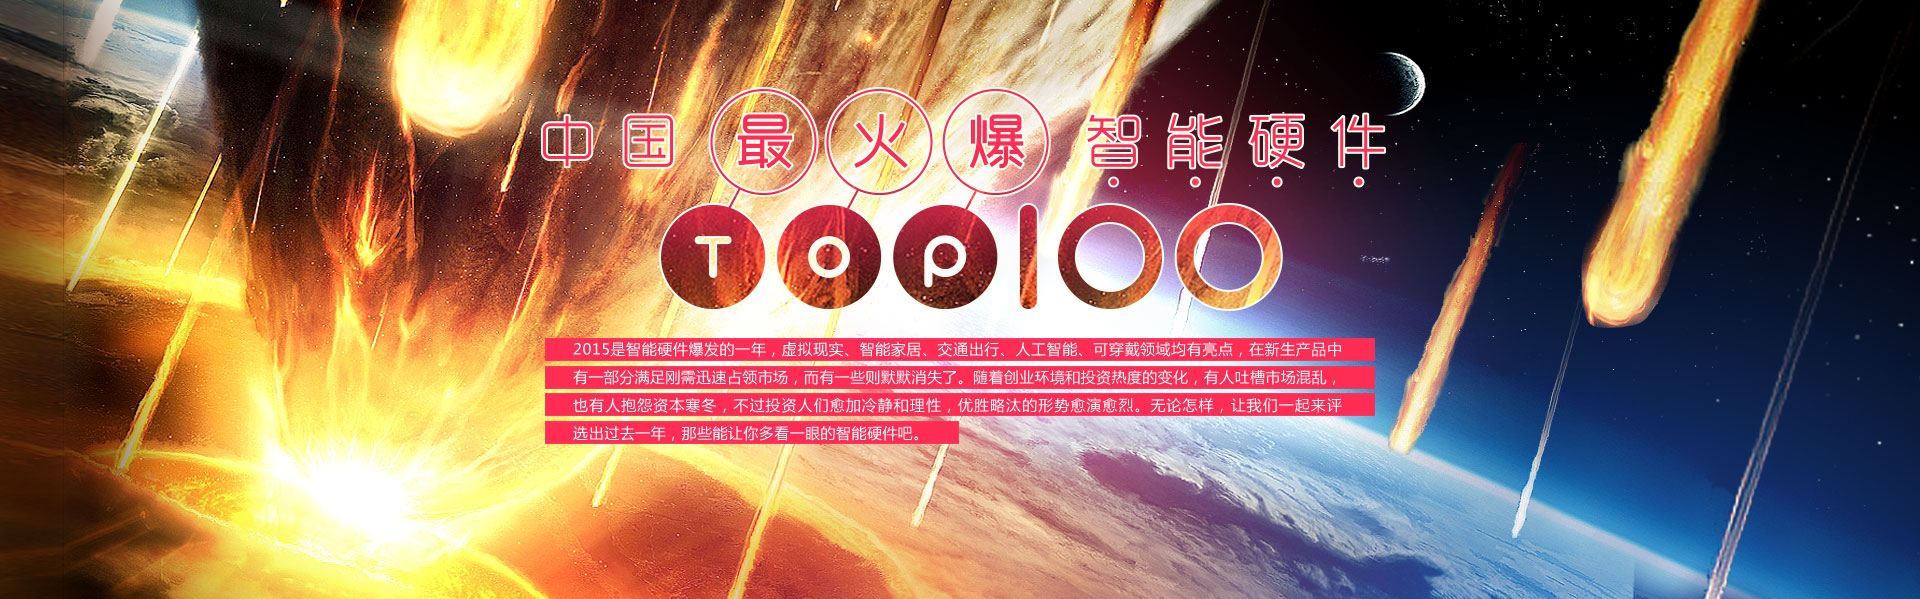 中国最火爆智能硬件
TOP100
2015是智能硬件爆发的一年，虚拟现实、智能家居、交通出行、人工智能、可穿戴领域均有亮点，在新生产品中
有一部分满足刚需迅速占领市场，而有一些则默默消失了。随着创业环境和投资热度的变化，有人吐槽市场混乱，
也有人抱怨资本寒冬，不过投资人们愈加冷静和理性，优胜略汰的形势愈演愈烈。无论怎样，让我们一起来评
选出过去一年，那些能让你多看一眼的智能硬件吧。